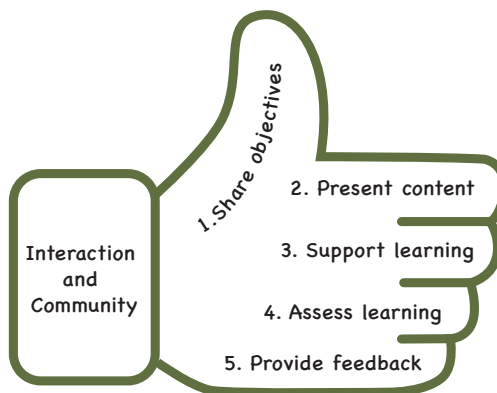 1. Share objectives
2. Present content
3. Support learning
4. Assess learning
5. Provide feedback
Interaction
and
Community